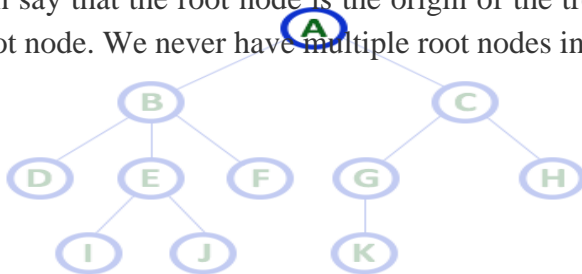 say that the root node is the origin of the
ot node. We never have multiple root nodes in
A
B C
D E F G H
I J K